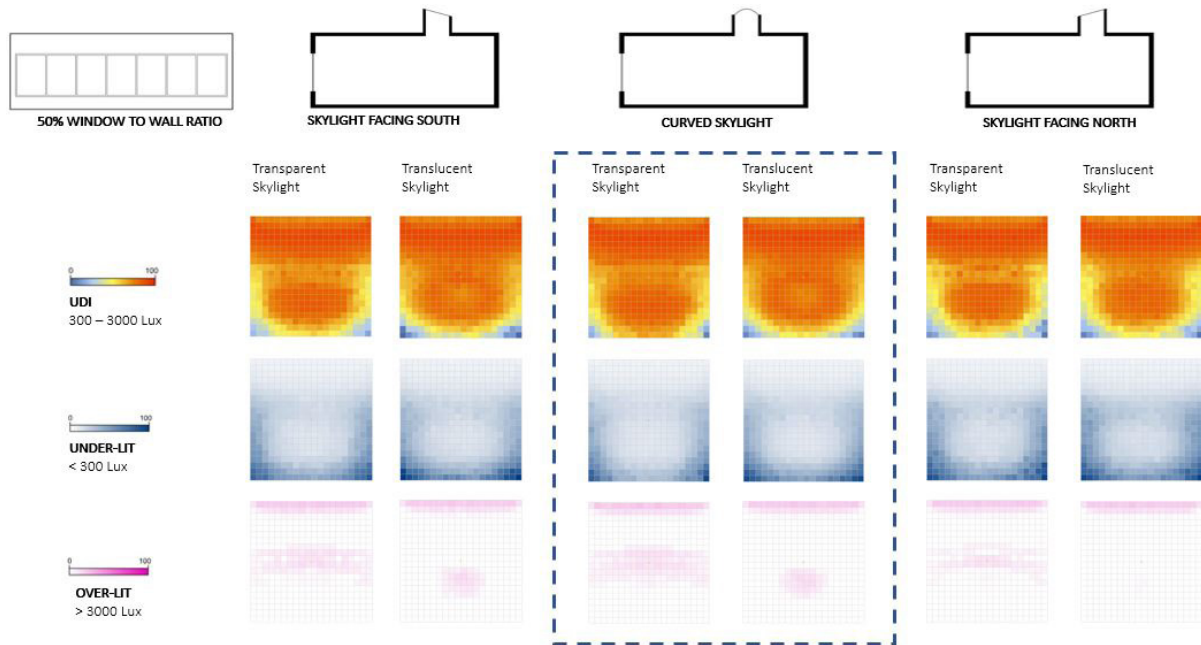 50% WINDOW TO WALL RATIO
SKYLIGHT FACING SOUTH
CURVED SKYLIGHT
SKYLIGHT FACING NORTH
Transparent
Skylight
Translucent
Skylight
Transparent
Skylight
Translucent
Skylight
Transparent
Skylight
Translucent
Skylight
0 100
UDI
300 – 3000 Lux
0 100
UNDER-LIT
< 300 Lux
0 100
OVER-LIT
> 3000 Lux